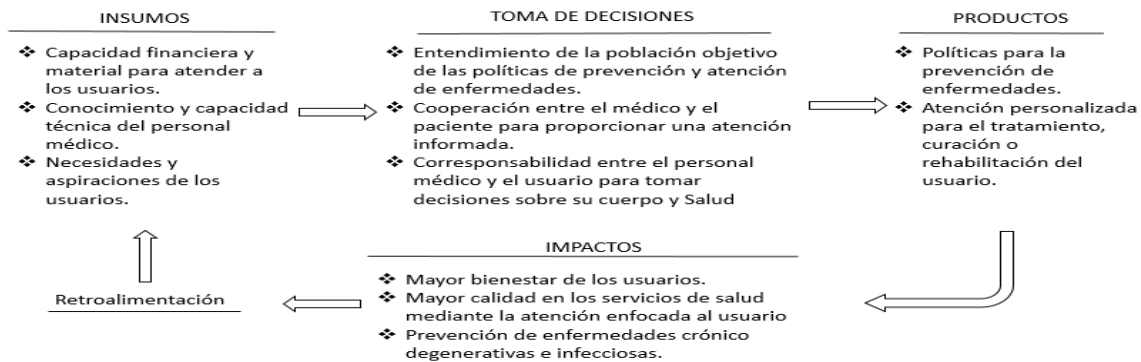 INSUMOS
❖ Capacidad financiera y
material para atender a
los usuarios.
❖ Conocimiento y capacidad
técnica del personal
médico.
❖ Necesidades y
aspiraciones de los
usuarios.
TOMA DE DECISIONES
❖ Entendimiento de la población objetivo
de las políticas de prevención y atención
de enfermedades.
❖ Cooperación entre el médico y el
paciente para proporcionar una atención
informada.
❖ Corresponsabilidad entre el personal
médico y el usuario para tomar
decisiones sobre su cuerpo y Salud
PRODUCTOS
❖ Políticas para la
prevención de
enfermedades.
❖ Atención personalizada
para el tratamiento,
curación o
rehabilitación del
usuario.
IMPACTOS
❖ Mayor bienestar de los usuarios.
❖ Mayor calidad en los servicios de salud
mediante la atención enfocada al usuario
❖ Prevención de enfermedades crónico
degenerativas e infecciosas.
Retroalimentación